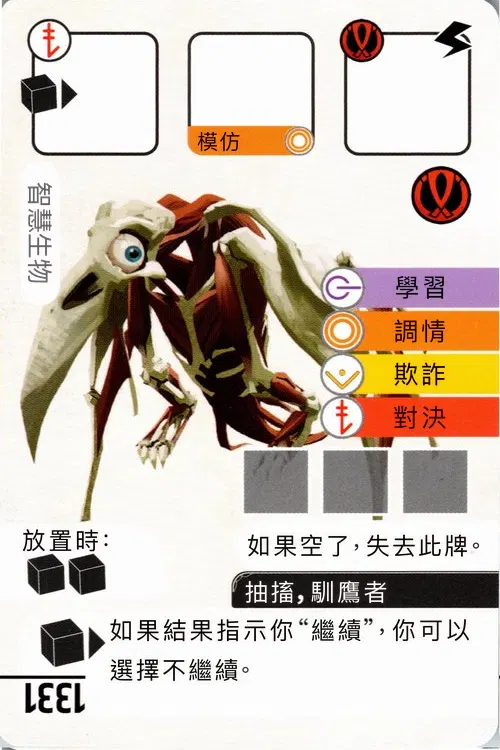 模仿
智慧生物
學習
調情
欺詐
對決
放置時：
如果空了，失去此牌。
抽搐，馴鷹者
如果結果指示你“繼續”，你可以
選擇不繼續。
1331